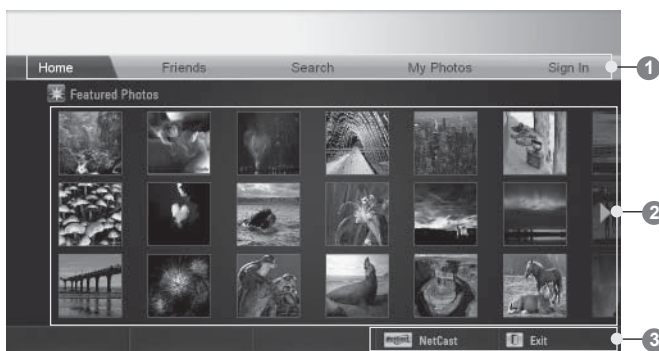 Home Friends Search My Photos Sign In
1
Featured Photos
2
NetCast Exit
3